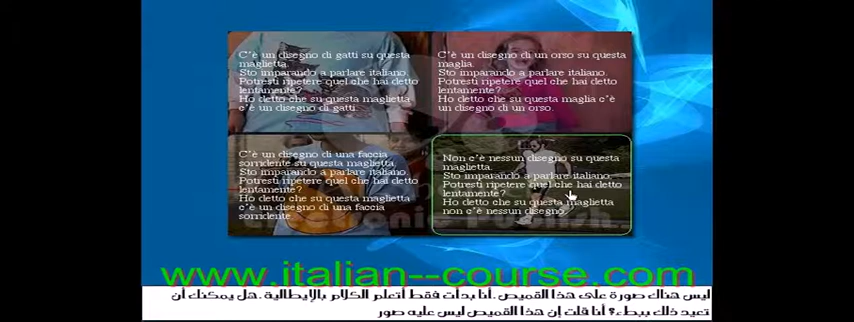 C'è un disegno di gatti su questa
maglietta.
Sto imparando a parlare italiano.
Potresti ripetere quel che hai detto
lentamente?
Ho detto che su questa maglietta
c'è un disegno di gatti.
C'è un disegno di un orso su questa
maglia.
Sto imparando a parlare italiano.
Potresti ripetere quel che hai detto
lentamente?
Ho detto che su questa maglia c'è
un disegno di un orso.
C'è un disegno di una faccia
sorridente su questa maglietta.
Sto imparando a parlare italiano.
Potresti ripetere quel che hai detto
lentamente?
Ho detto che su questa maglietta
c'è un disegno di una faccia
sorridente.
Non c'è nessun disegno su questa
maglietta.
Sto imparando a parlare italiano.
Potresti ripetere quel che hai detto
lentamente?
Ho detto che su questa maglietta
non c'è nessun disegno.
www.italian--course.com
ليس هناك صورة على هذا القميص .أنا بدأت فقط أتعلم الكلام بالإيطالية .هل يمكنك أن
تعيد ذلك ببطء؟ أنا قلت إن هذا القميص ليس عليه صور